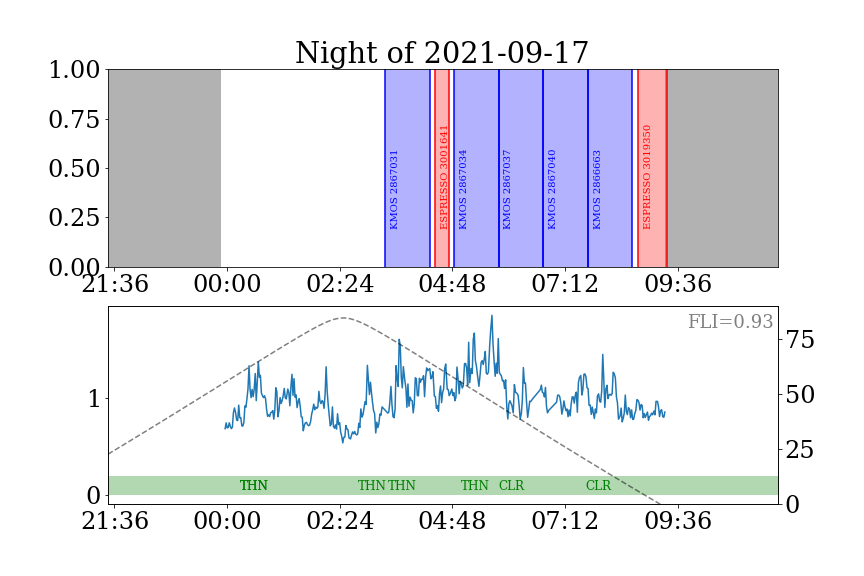 Night of 2021-09-17
1.00
0.75
0.50
0.25
0.00
KMOS 2867031
ESPRESSO 3001641
KMOS 2867034
KMOS 2867037
KMOS 2867040
KMOS 2866663
ESPRESSO 3019350
21:36 00:00 02:24 04:48 07:12 09:36
FLI=0.93
1
0
75
50
25
0
THN THN THN THN CLR CLR
21:36 00:00 02:24 04:48 07:12 09:36